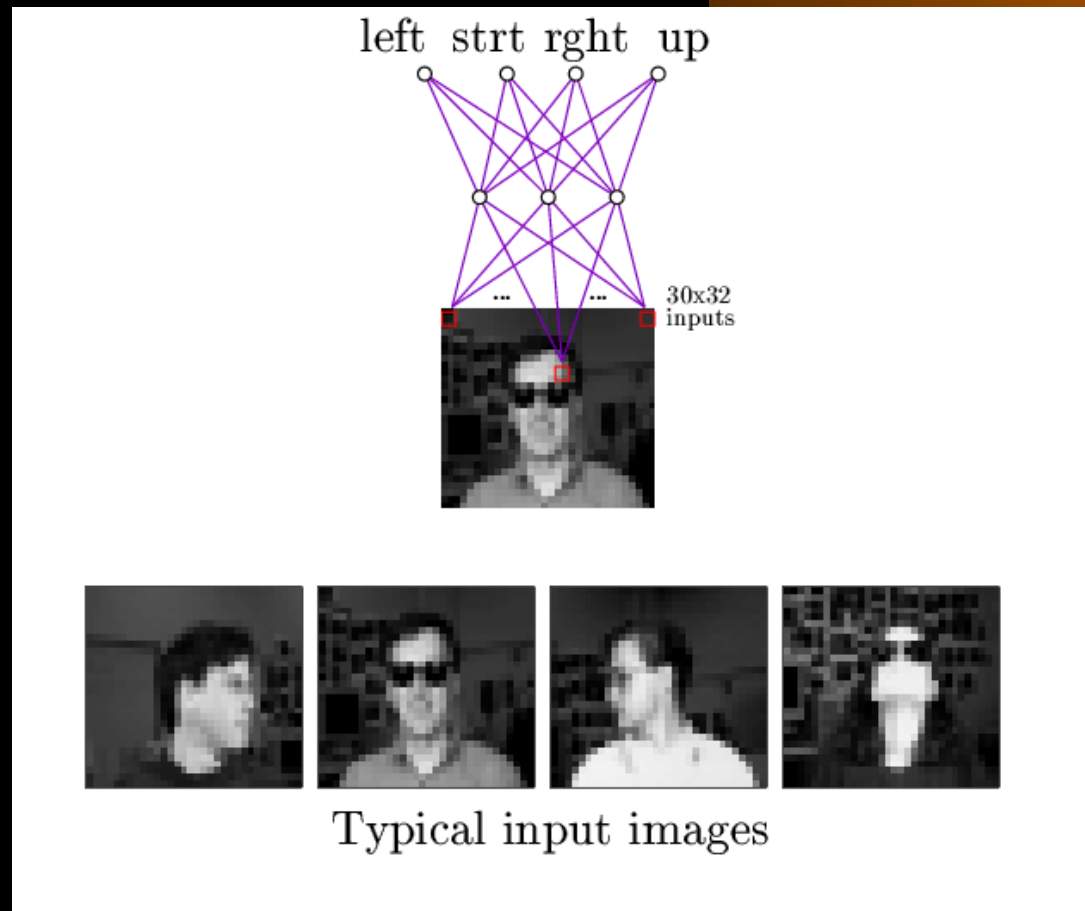 left strt rght up
... ...
30x32
inputs
Typical input images